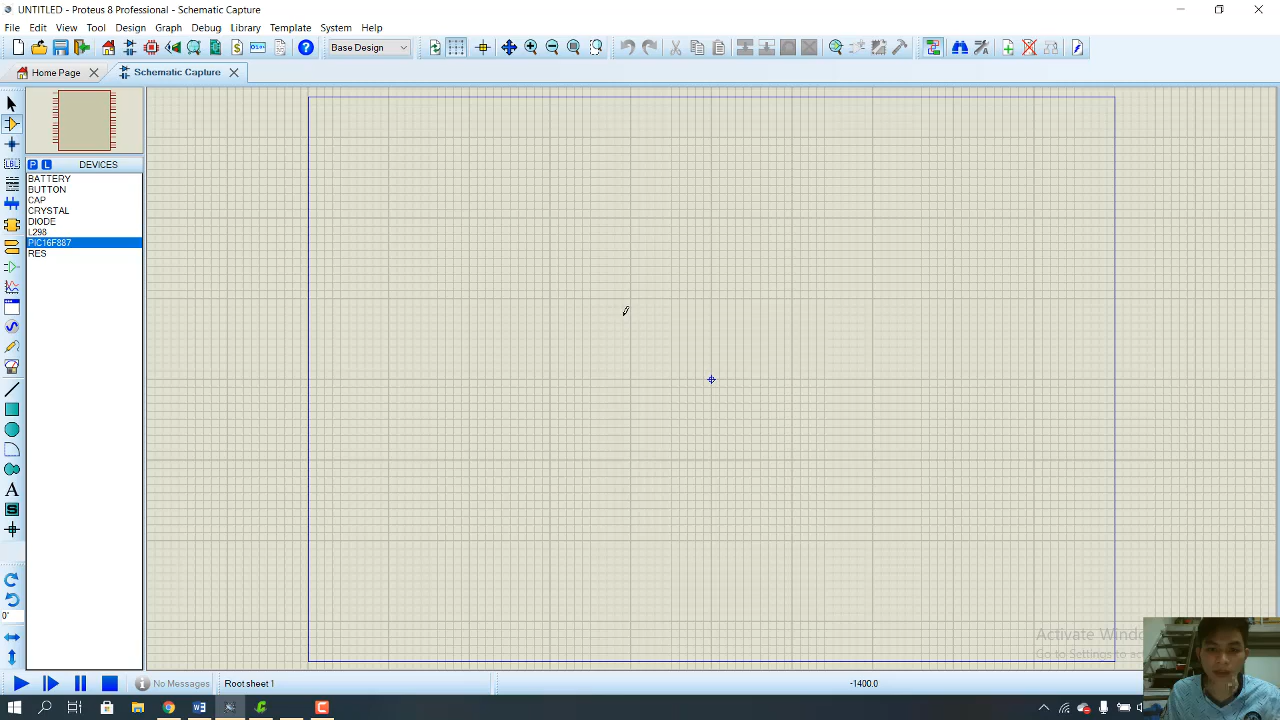 UNTITLED - Proteus 8 Professional - Schematic Capture
File Edit View Tool Design Graph Debug Library Template System Help
Base Design
Home Page Schematic Capture
P L DEVICES
BATTERY
BUTTON
CAP
CRYSTAL
DIODE
L298
PIC16F887
RES
0°
Activate Windo
Go to Settings to ac
No Messages Root sheet 1 -1400.0